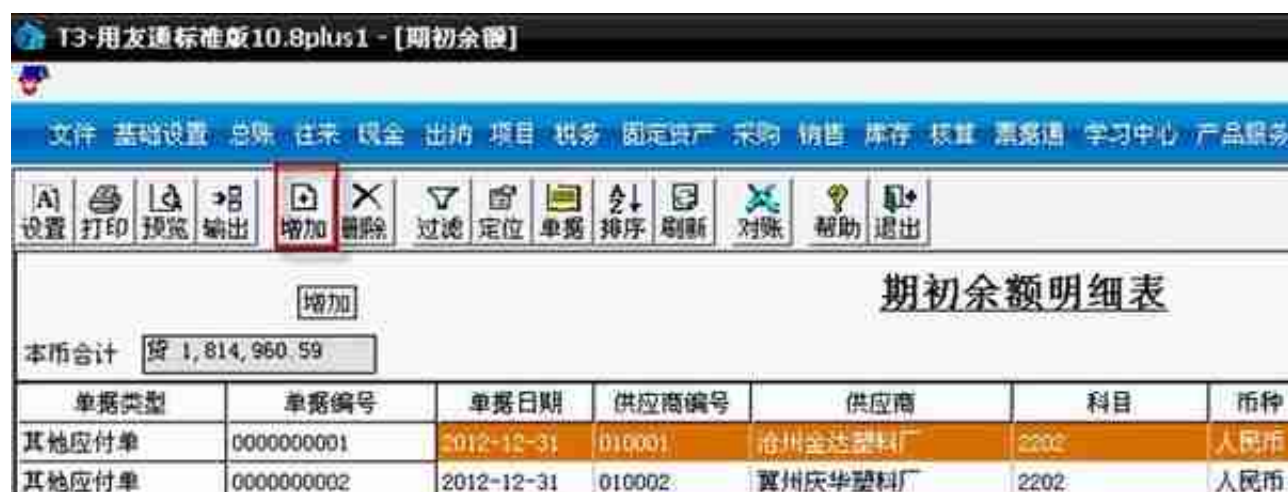 T3-用友通标准版10.8plus1 - [期初余额]
文件 基础设置 总账 往来 现金 出纳 项目 税务 固定资产 采购 销售 库存 核算 票据通 学习中心 产品服务
设置 打印 预览 输出 增加 删除 过滤 定位 单据 排序 刷新 对账 帮助 退出
期初余额明细表
增加
本币合计 贷 1,814,960.59
单据类型 单据编号 单据日期 供应商编号 供应商 科目 币种
其他应付单 0000000001 2012-12-31 010001 沧州金达塑料厂 2202 人民币
其他应付单 0000000002 2012-12-31 010002 冀州庆华塑料厂 2202 人民币